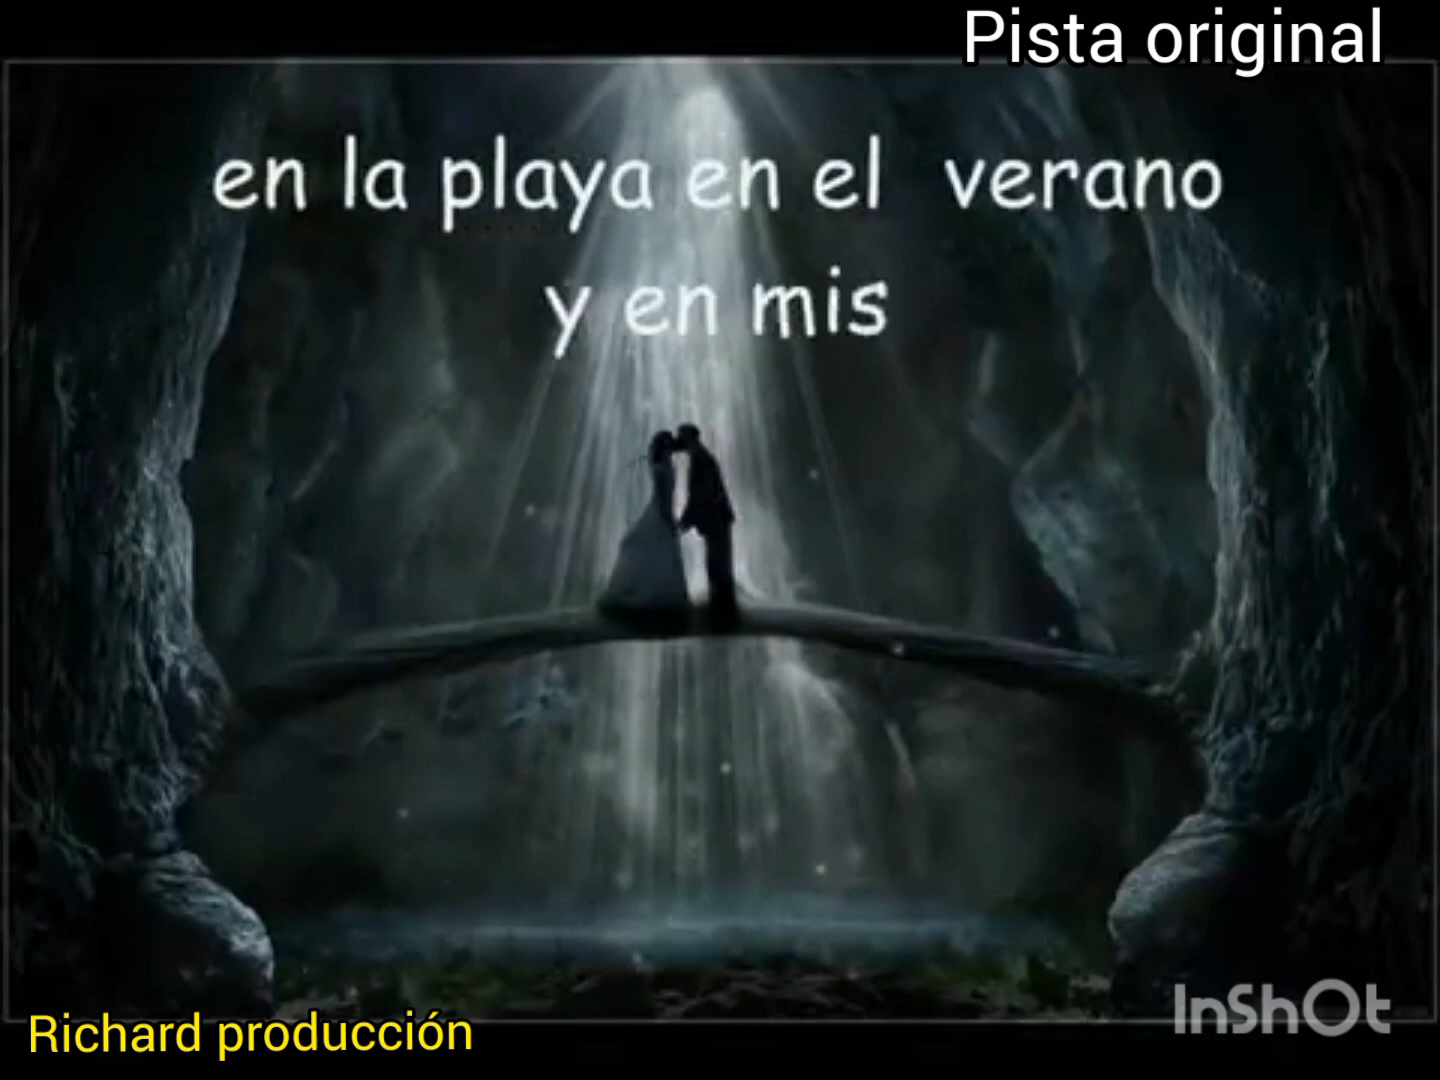 Pista original
en la playa en el verano
y en mis
InShOt
Richard producción